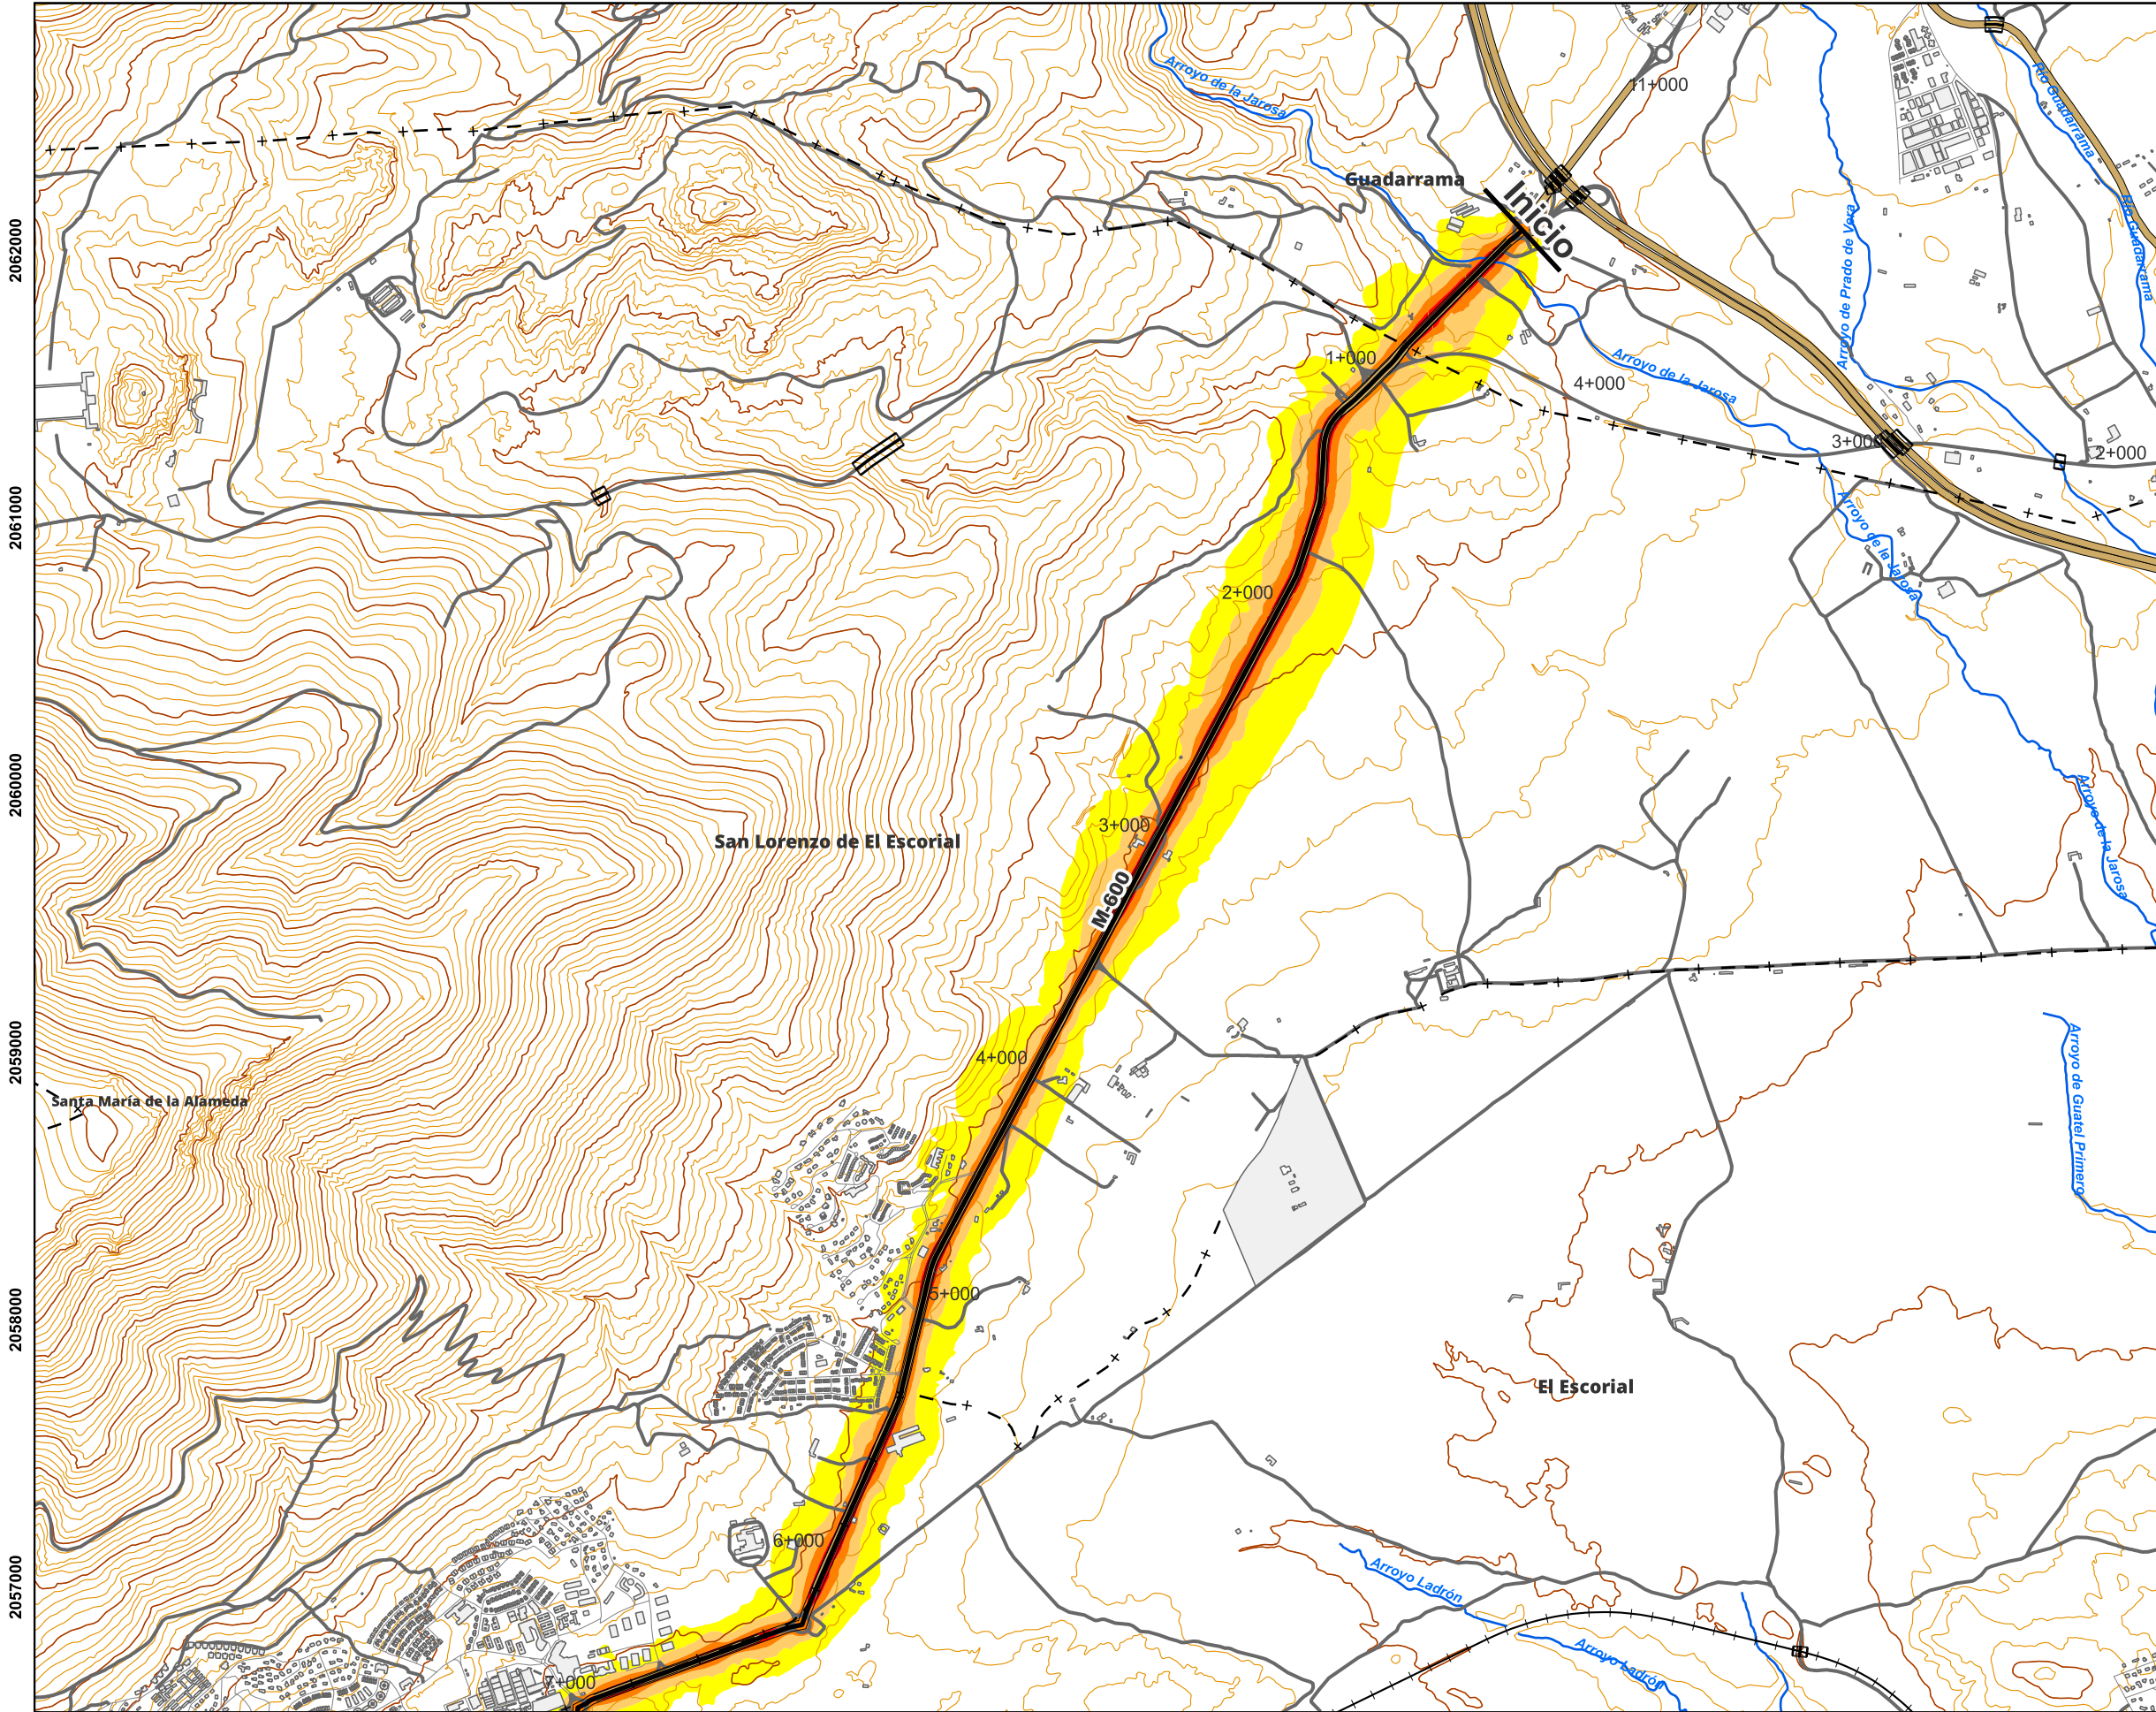 11+000
Arroyo de la Jarosa
Río Guadarrama
Guadarrama
Inicio
Río Guadarrama
Arroyo de Prado de Vera
2062000
1+000
Arroyo de la Jarosa
4+000
3+000
2+000
2061000
Arroyo de la Jarosa
2+000
2060000
Arroyo de la Jarosa
3+000
San Lorenzo de El Escorial
M-600
2059000
4+000
Santa María de la Alameda
Arroyo de Guatel Primero
5+000
2058000
El Escorial
6+000
2057000
Arroyo Ladrón
Arroyo Ladrón
7+000